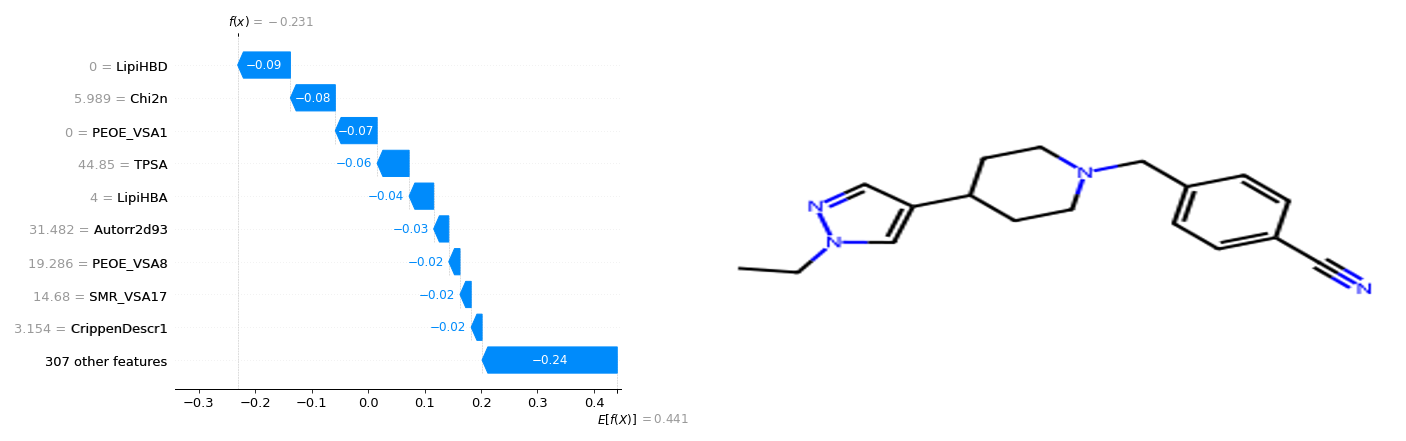 f(x) = −0.231
0 = LipiHBD −0.09
5.989 = Chi2n −0.08
0 = PEOE_VSA1 −0.07
44.85 = TPSA −0.06
4 = LipiHBA −0.04
31.482 = Autorr2d93 −0.03
19.286 = PEOE_VSA8 −0.02
14.68 = SMR_VSA17 −0.02
3.154 = CrippenDescr1 −0.02
307 other features −0.24
−0.3 −0.2 −0.1 0.0 0.1 0.2 0.3 0.4
E[f(X)] = 0.441
N
N
N
N